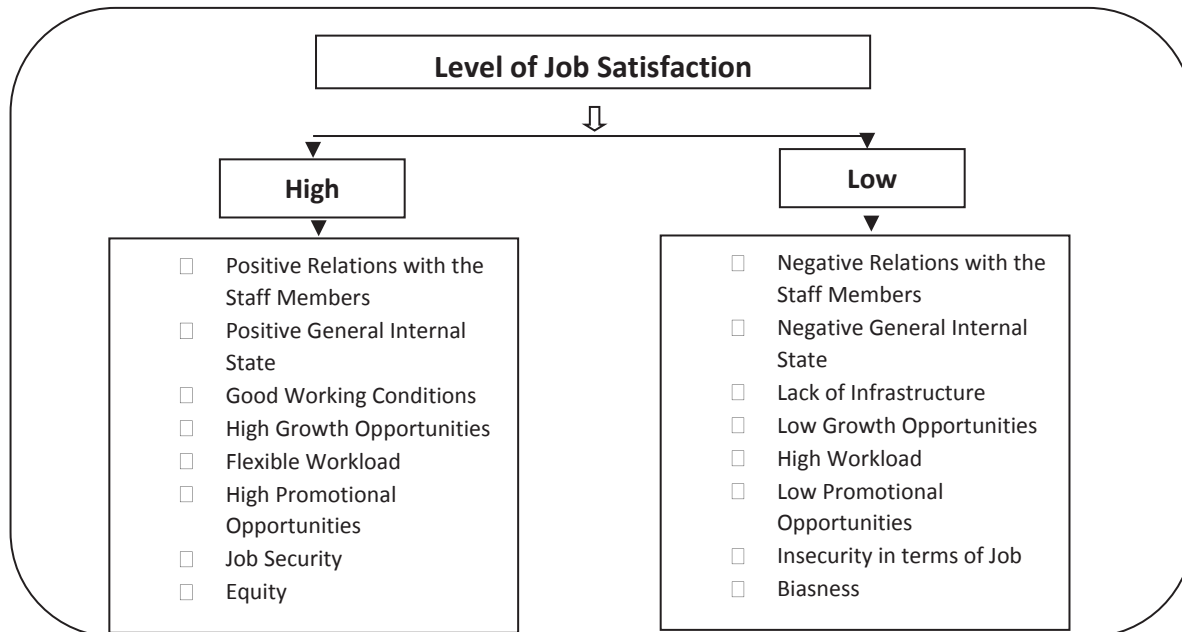 Level of Job Satisfaction
High
Low
Positive Relations with the
Staff Members
Positive General Internal
State
Good Working Conditions
High Growth Opportunities
Flexible Workload
High Promotional
Opportunities
Job Security
Equity
Negative Relations with the
Staff Members
Negative General Internal
State
Lack of Infrastructure
Low Growth Opportunities
High Workload
Low Promotional
Opportunities
Insecurity in terms of Job
Biasness